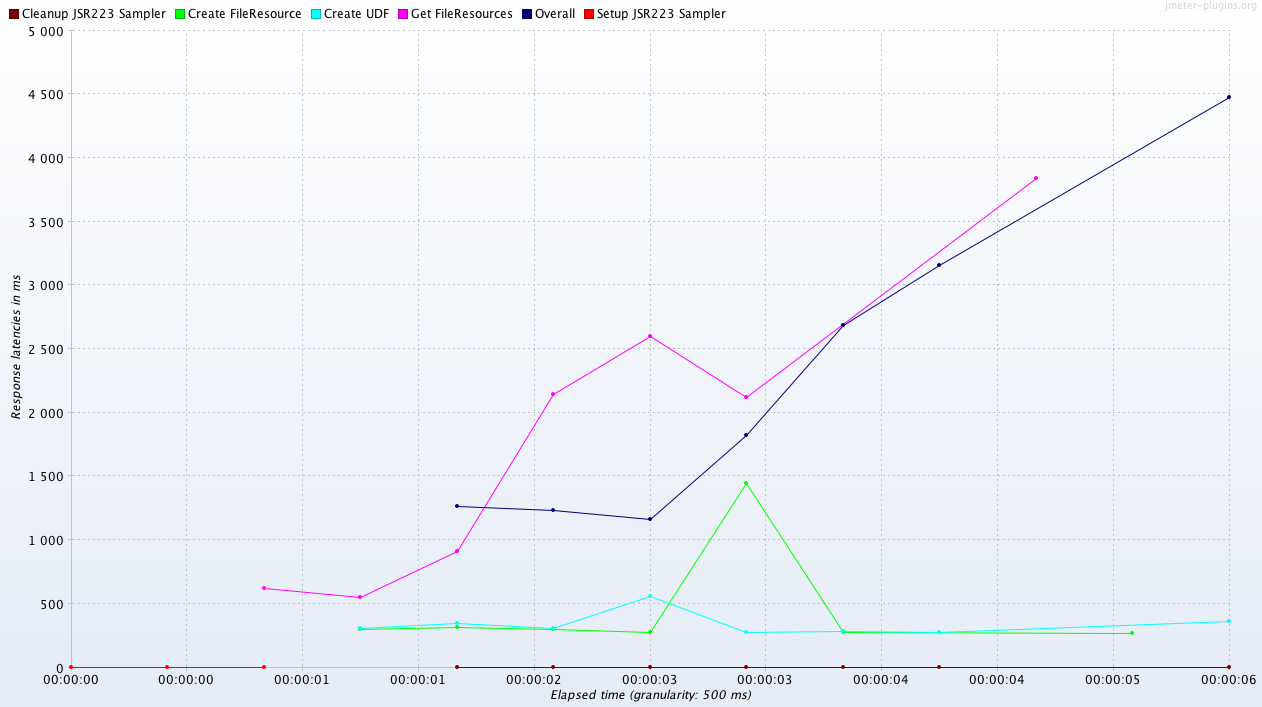 jmeter-plugins.org
Cleanup JSR223 Sampler Create FileResource Create UDF Get FileResources Overall Setup JSR223 Sampler
5 000
4 500
4 000
3 500
3 000
2 500
2 000
1 500
1 000
500
0
Response latencies in ms
00:00:00 00:00:00 00:00:01 00:00:01 00:00:02 00:00:03 00:00:03 00:00:04 00:00:04 00:00:05 00:00:06
Elapsed time (granularity: 500 ms)